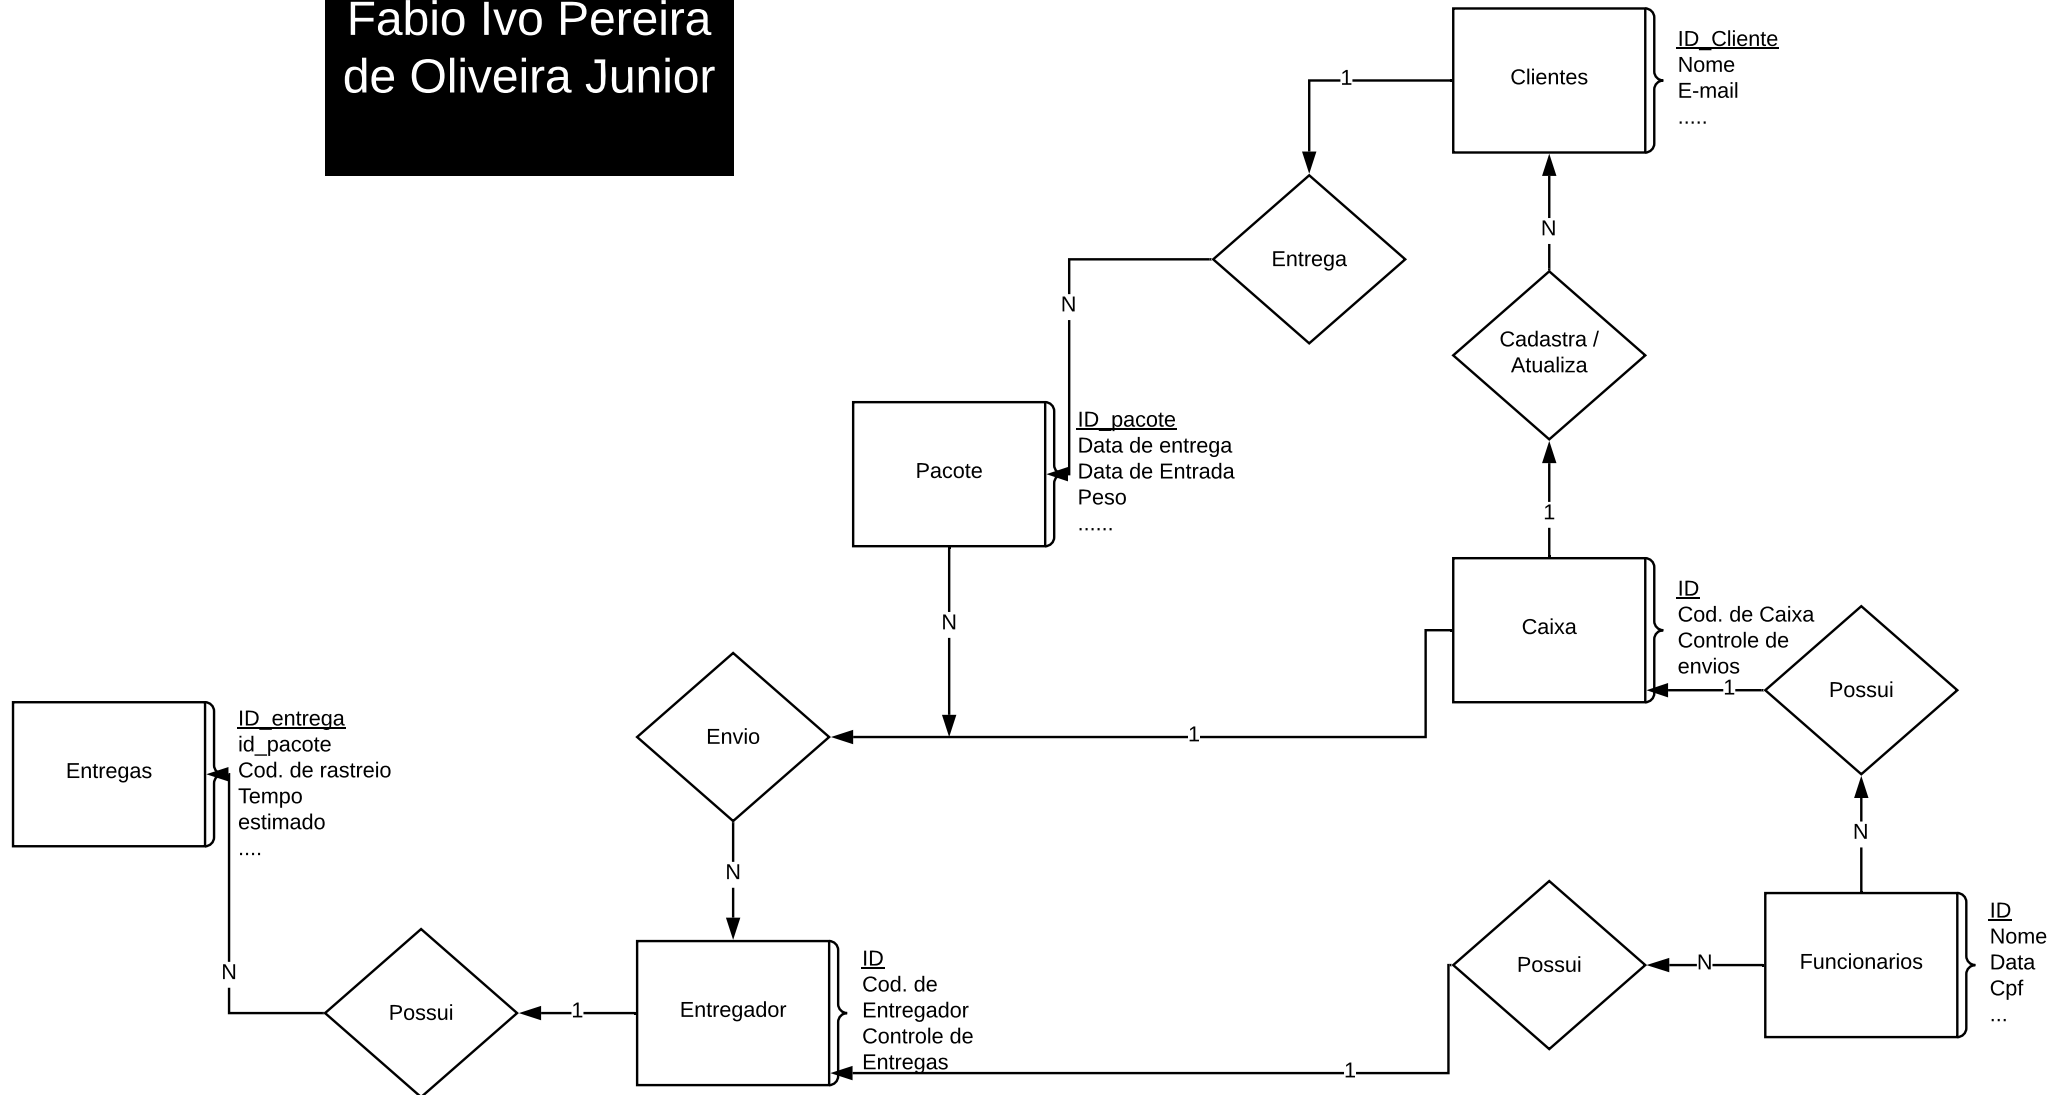 Fabio Ivo Pereira
de Oliveira Junior
Clientes
ID_Cliente
Nome
E-mail
.....
1
Entrega
N
N
Cadastra /
Atualiza
1
Pacote
ID_pacote
Data de entrega
Data de Entrada
Peso
......
N
Caixa
ID
Cod. de Caixa
Controle de
envios
1
Possui
N
Envio
1
Entregas
ID_entrega
id_pacote
Cod. de rastreio
Tempo
estimado
....
N
N
Possui
1
Entregador
ID
Cod. de
Entregador
Controle de
Entregas
1
Possui
N
Funcionarios
ID
Nome
Data
Cpf
...